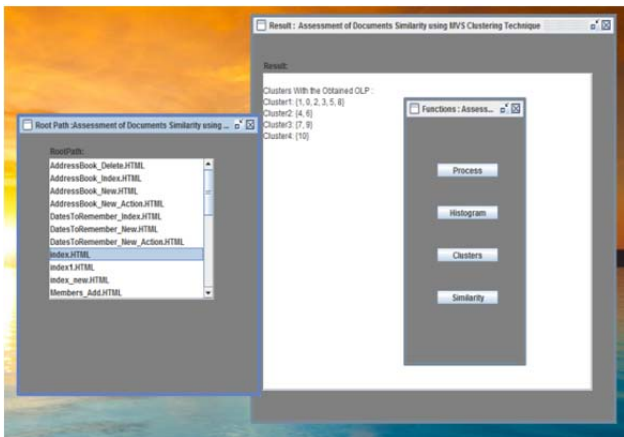 Result : Assessment of Documents Similarity using MVS Clustering Technique
Result:
Clusters With the Obtained OLP :
Cluster1: {1, 0, 2, 3, 5, 8}
Cluster2: {4, 6}
Cluster3: {7, 9}
Cluster4: {10}
Functions : Assess...
Process
Histogram
Clusters
Similarity
Root Path :Assessment of Documents Similarity using ...
RootPath:
AddressBook_Delete.HTML
AddressBook_Index.HTML
AddressBook_New.HTML
AddressBook_New_Action.HTML
DatesToRemember_Index.HTML
DatesToRemember_New.HTML
DatesToRemember_New_Action.HTML
index.HTML
index1.HTML
index_new.HTML
Members_Add.HTML